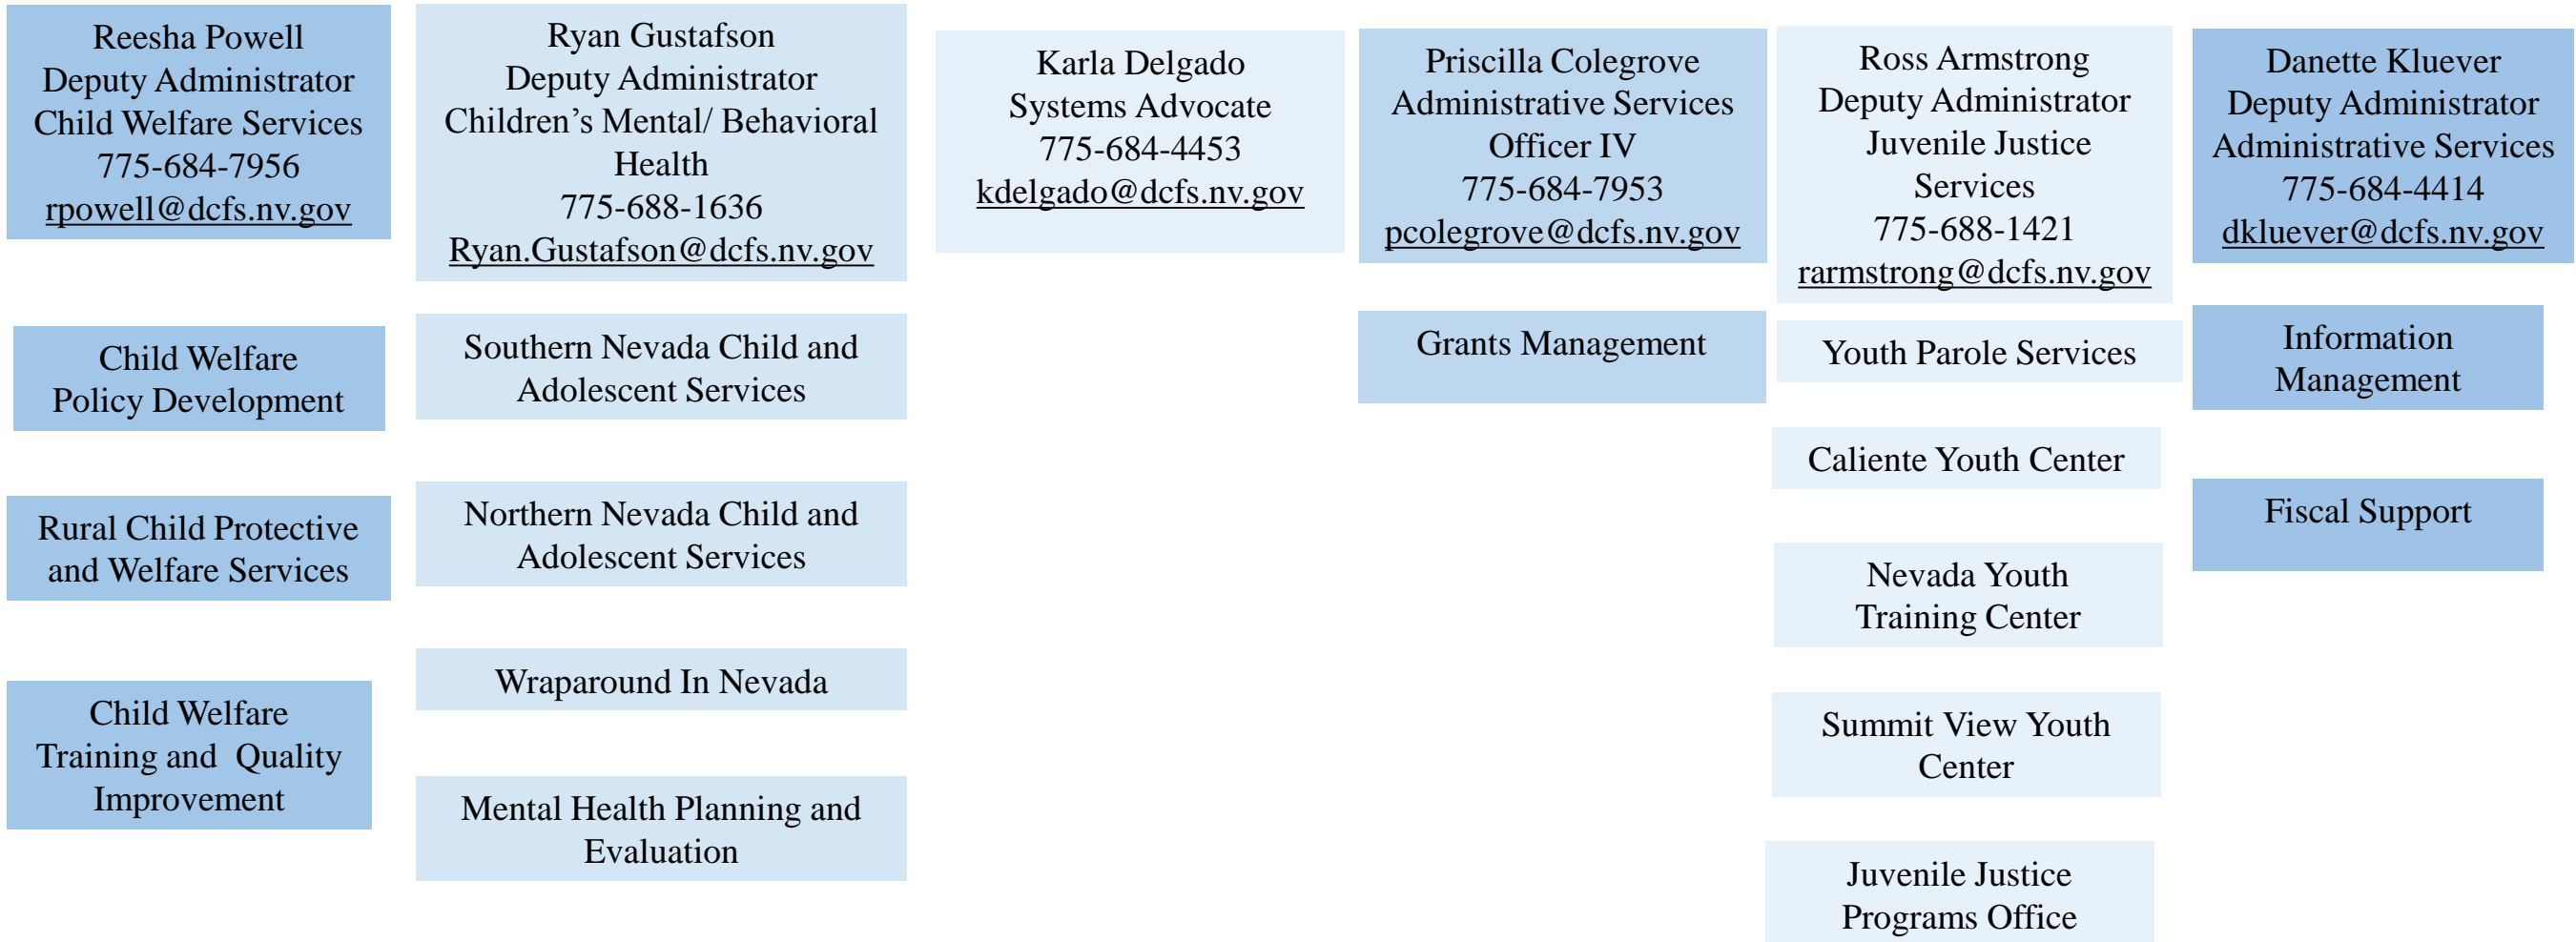 Reesha Powell
Deputy Administrator
Child Welfare Services
775-684-7956
rpowell@dcfs.nv.gov
Child Welfare
Policy Development
Rural Child Protective
and Welfare Services
Child Welfare
Training and Quality
Improvement
Ryan Gustafson
Deputy Administrator
Children’s Mental/ Behavioral
Health
775-688-1636
Ryan.Gustafson@dcfs.nv.gov
Southern Nevada Child and
Adolescent Services
Northern Nevada Child and
Adolescent Services
Wraparound In Nevada
Mental Health Planning and
Evaluation
Karla Delgado
Systems Advocate
775-684-4453
kdelgado@dcfs.nv.gov
Priscilla Colegrove
Administrative Services
Officer IV
775-684-7953
pcolegrove@dcfs.nv.gov
Grants Management
Ross Armstrong
Deputy Administrator
Juvenile Justice
Services
775-688-1421
rarmstrong@dcfs.nv.gov
Youth Parole Services
Caliente Youth Center
Nevada Youth
Training Center
Summit View Youth
Center
Juvenile Justice
Programs Office
Danette Kluever
Deputy Administrator
Administrative Services
775-684-4414
dkluever@dcfs.nv.gov
Information
Management
Fiscal Support